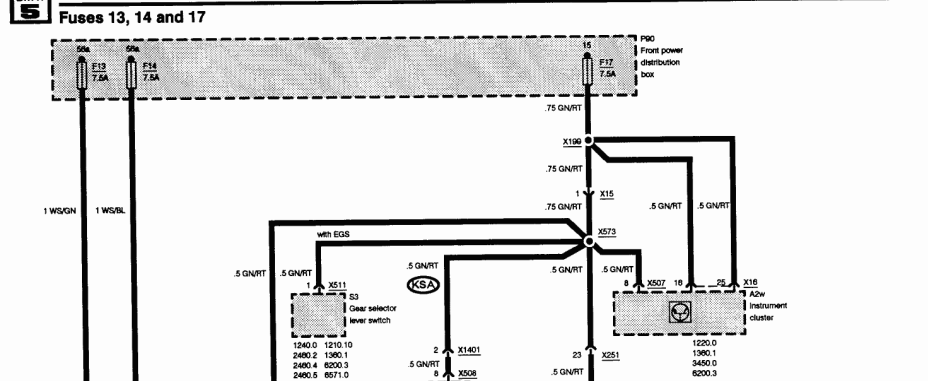 5
Fuses 13, 14 and 17
56a
56a
15
P90
Front power
distribution
box
F13
7.5A
F14
7.5A
F17
7.5A
.75 GN/RT
X199
.75 GN/RT
1 X15
1 WS/GN
1 WS/BL
.75 GN/RT
.5 GN/RT
.5 GN/RT
X573
with EGS
.5 GN/RT
.5 GN/RT
.5 GN/RT
.5 GN/RT
.5 GN/RT
KSA
1 X511
8 X507
16
25 X16
S3
Gear selector
lever switch
A2w
Instrument
cluster
1240.0 1210.10
2460.2 1360.1
2460.4 6200.3
2460.5 6571.0
1220.0
1360.1
3450.0
6200.3
2 X1401
23 X251
.5 GN/RT
8 X508
.5 GN/RT